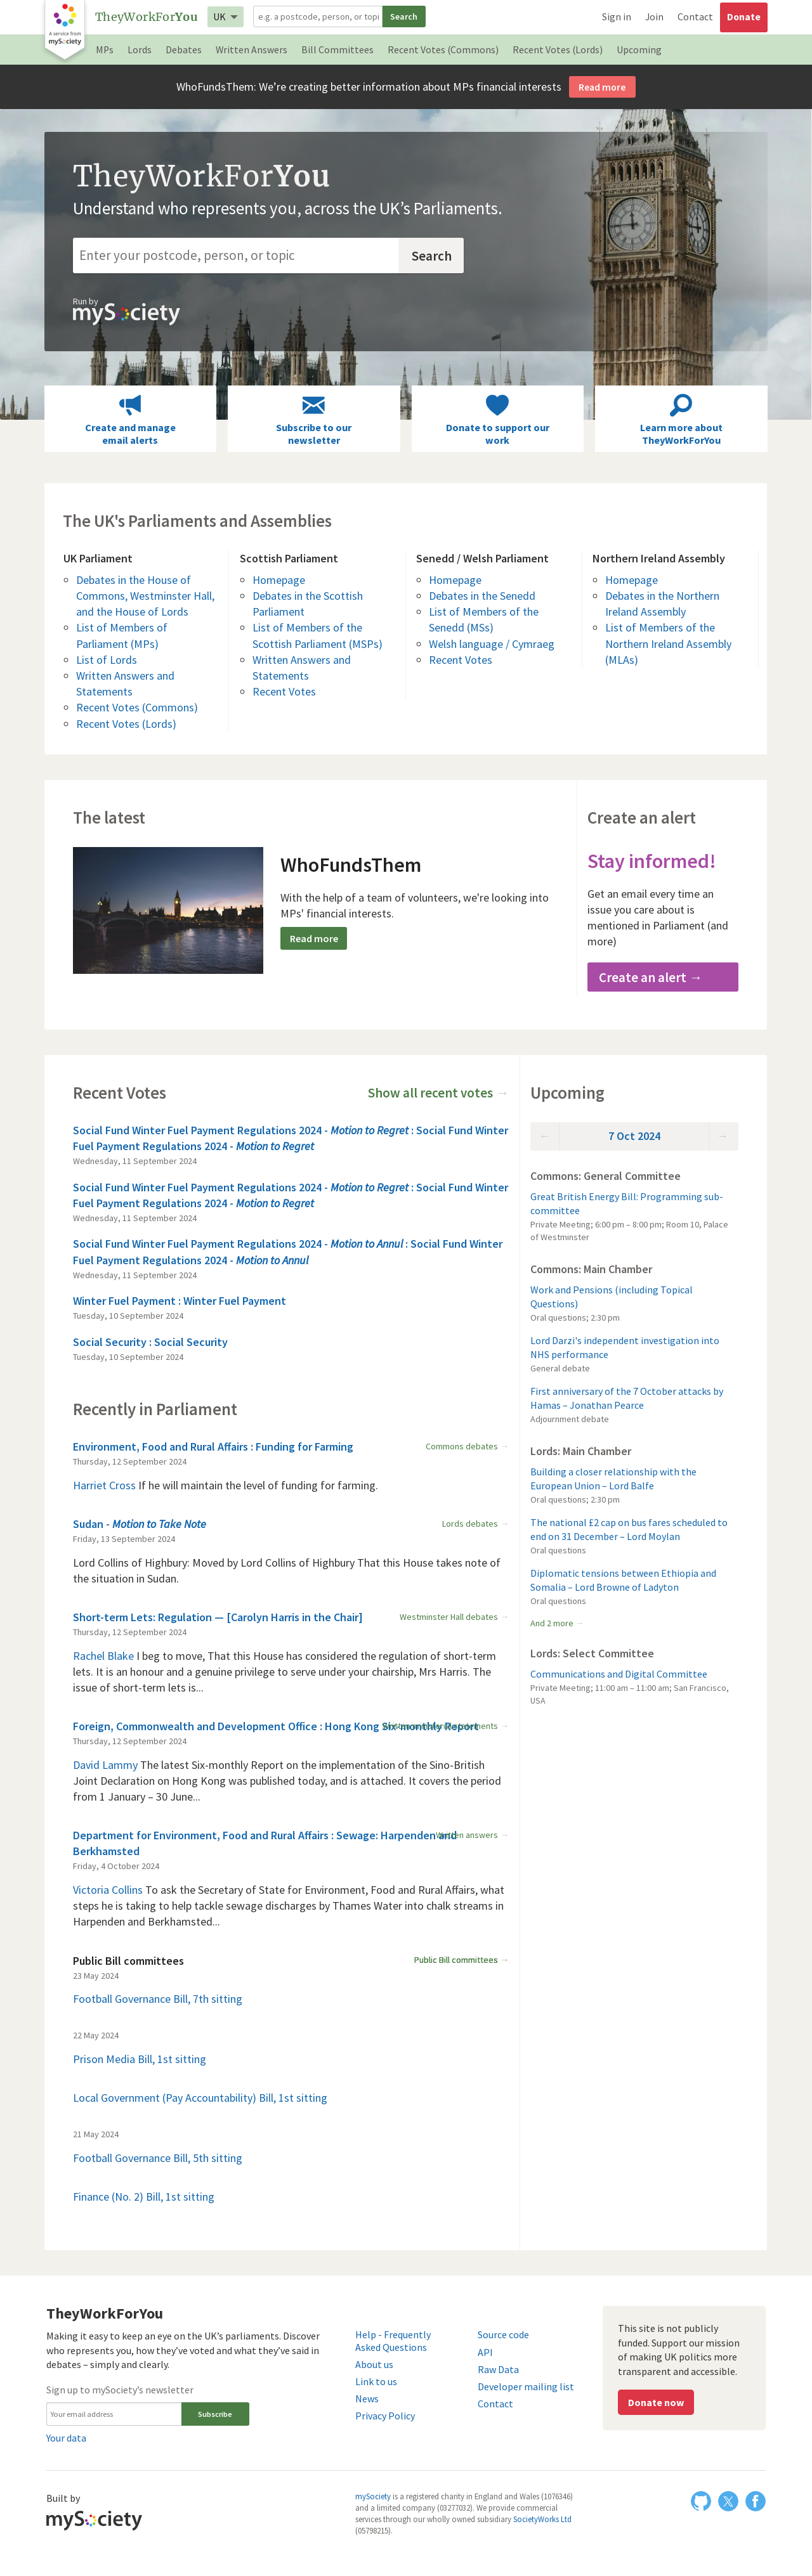 A service from
mySociety
TheyWorkForYou
UK
e.g. a postcode, person, or topi
Search
Sign in
Join
Contact
Donate
MPs
Lords
Debates
Written Answers
Bill Committees
Recent Votes (Commons)
Recent Votes (Lords)
Upcoming
WhoFundsThem: We’re creating better information about MPs financial interests
Read more
TheyWorkForYou
Understand who represents you, across the UK’s Parliaments.
Enter your postcode, person, or topic
Search
Run by
mySociety
Create and manage
email alerts
Subscribe to our
newsletter
Donate to support our
work
Learn more about
TheyWorkForYou
The UK's Parliaments and Assemblies
UK Parliament
Debates in the House of
Commons, Westminster Hall,
and the House of Lords
List of Members of
Parliament (MPs)
List of Lords
Written Answers and
Statements
Recent Votes (Commons)
Recent Votes (Lords)
Scottish Parliament
Homepage
Debates in the Scottish
Parliament
List of Members of the
Scottish Parliament (MSPs)
Written Answers and
Statements
Recent Votes
Senedd / Welsh Parliament
Homepage
Debates in the Senedd
List of Members of the
Senedd (MSs)
Welsh language / Cymraeg
Recent Votes
Northern Ireland Assembly
Homepage
Debates in the Northern
Ireland Assembly
List of Members of the
Northern Ireland Assembly
(MLAs)
The latest
WhoFundsThem
With the help of a team of volunteers, we're looking into
MPs' financial interests.
Read more
Create an alert
Stay informed!
Get an email every time an
issue you care about is
mentioned in Parliament (and
more)
Create an alert →
Recent Votes
Show all recent votes →
Social Fund Winter Fuel Payment Regulations 2024 - Motion to Regret : Social Fund Winter
Fuel Payment Regulations 2024 - Motion to Regret
Wednesday, 11 September 2024
Social Fund Winter Fuel Payment Regulations 2024 - Motion to Regret : Social Fund Winter
Fuel Payment Regulations 2024 - Motion to Regret
Wednesday, 11 September 2024
Social Fund Winter Fuel Payment Regulations 2024 - Motion to Annul : Social Fund Winter
Fuel Payment Regulations 2024 - Motion to Annul
Wednesday, 11 September 2024
Winter Fuel Payment : Winter Fuel Payment
Tuesday, 10 September 2024
Social Security : Social Security
Tuesday, 10 September 2024
Recently in Parliament
Environment, Food and Rural Affairs : Funding for Farming
Commons debates →
Thursday, 12 September 2024
Harriet Cross If he will maintain the level of funding for farming.
Sudan - Motion to Take Note
Lords debates →
Friday, 13 September 2024
Lord Collins of Highbury: Moved by Lord Collins of Highbury That this House takes note of
the situation in Sudan.
Short-term Lets: Regulation — [Carolyn Harris in the Chair]
Westminster Hall debates →
Thursday, 12 September 2024
Rachel Blake I beg to move, That this House has considered the regulation of short-term
lets. It is an honour and a genuine privilege to serve under your chairship, Mrs Harris. The
issue of short-term lets is...
Foreign, Commonwealth and Development Office : Hong Kong Six-monthly Report
Thursday, 12 September 2024
David Lammy The latest Six-monthly Report on the implementation of the Sino-British
Joint Declaration on Hong Kong was published today, and is attached. It covers the period
from 1 January – 30 June...
Department for Environment, Food and Rural Affairs : Sewage: Harpenden and
Written answers →
Berkhamsted
Friday, 4 October 2024
Victoria Collins To ask the Secretary of State for Environment, Food and Rural Affairs, what
steps he is taking to help tackle sewage discharges by Thames Water into chalk streams in
Harpenden and Berkhamsted...
Public Bill committees
Public Bill committees →
23 May 2024
Football Governance Bill, 7th sitting
22 May 2024
Prison Media Bill, 1st sitting
Local Government (Pay Accountability) Bill, 1st sitting
21 May 2024
Football Governance Bill, 5th sitting
Finance (No. 2) Bill, 1st sitting
Upcoming
← 7 Oct 2024 →
Commons: General Committee
Great British Energy Bill: Programming sub-
committee
Private Meeting; 6:00 pm – 8:00 pm; Room 10, Palace
of Westminster
Commons: Main Chamber
Work and Pensions (including Topical
Questions)
Oral questions; 2:30 pm
Lord Darzi's independent investigation into
NHS performance
General debate
First anniversary of the 7 October attacks by
Hamas – Jonathan Pearce
Adjournment debate
Lords: Main Chamber
Building a closer relationship with the
European Union – Lord Balfe
Oral questions; 2:30 pm
The national £2 cap on bus fares scheduled to
end on 31 December – Lord Moylan
Oral questions
Diplomatic tensions between Ethiopia and
Somalia – Lord Browne of Ladyton
Oral questions
And 2 more →
Lords: Select Committee
Communications and Digital Committee
Private Meeting; 11:00 am – 11:00 am; San Francisco,
USA
TheyWorkForYou
Making it easy to keep an eye on the UK’s parliaments. Discover
who represents you, how they’ve voted and what they’ve said in
debates – simply and clearly.
Sign up to mySociety’s newsletter
Your email address
Subscribe
Your data
Help - Frequently
Asked Questions
About us
Link to us
News
Privacy Policy
Source code
API
Raw Data
Developer mailing list
Contact
This site is not publicly
funded. Support our mission
of making UK politics more
transparent and accessible.
Donate now
Built by
mySociety
mySociety is a registered charity in England and Wales (1076346)
and a limited company (03277032). We provide commercial
services through our wholly owned subsidiary SocietyWorks Ltd
(05798215).